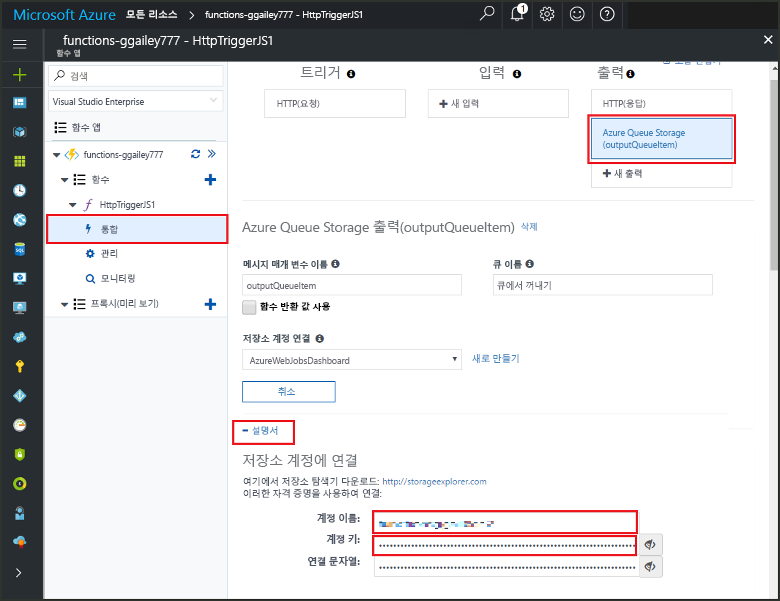 Microsoft Azure 모든 리소스 > functions-ggailey777 - HttpTriggerJS1
1
functions-ggailey777 - HttpTriggerJS1
함수 앱
검색
Visual Studio Enterprise
함수 앱
functions-ggailey777
함수
HttpTriggerJS1
통합
관리
모니터링
프록시(미리 보기)
트리거
입력
출력
HTTP(요청)
새 입력
HTTP(응답)
Azure Queue Storage
(outputQueueItem)
새 출력
Azure Queue Storage 출력(outputQueueItem) 삭제
메시지 매개 변수 이름
큐 이름
outputQueueItem
큐에서 꺼내기
함수 반환 값 사용
저장소 계정 연결
AzureWebJobsDashboard
새로 만들기
취소
설명서
저장소 계정에 연결
여기에서 저장소 탐색기 다운로드: http://storageexplorer.com
이러한 자격 증명을 사용하여 연결:
계정 이름:
계정 키:
연결 문자열: